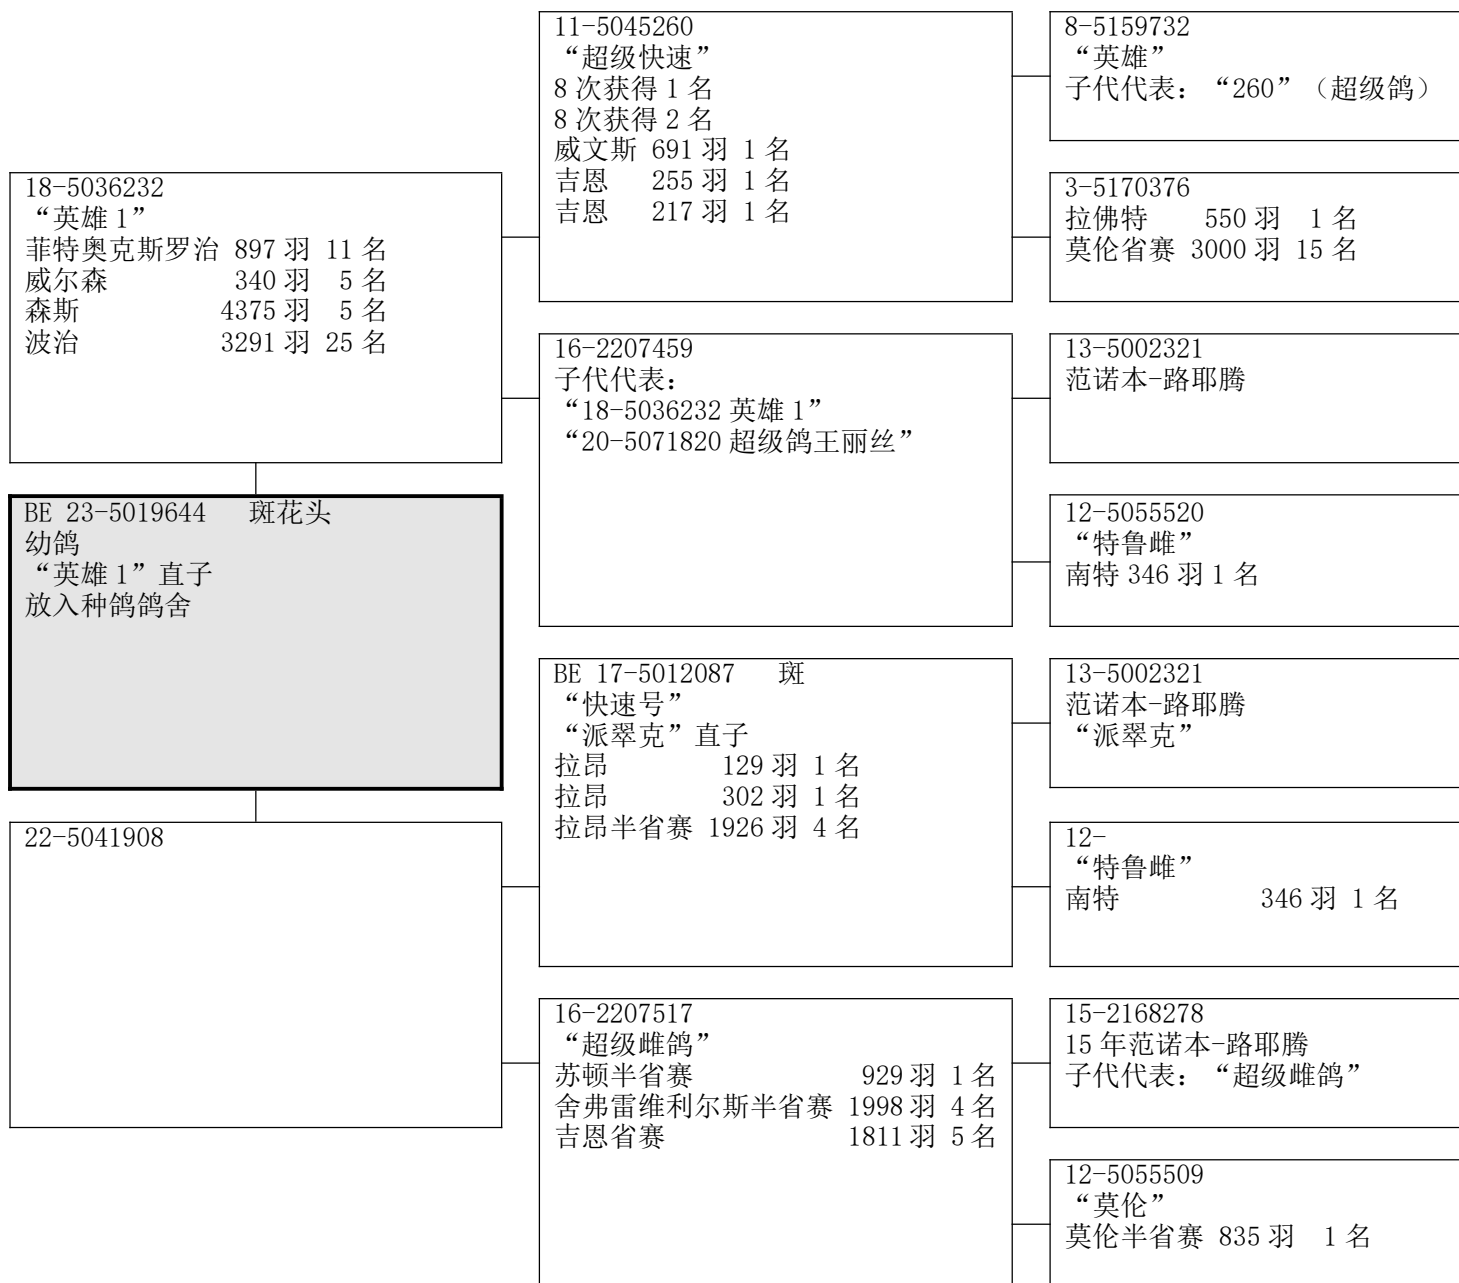 18-5036232
“英雄 1”
菲特奥克斯罗治 897 羽 11 名
威尔森 340 羽 5 名
森斯 4375 羽 5 名
波治 3291 羽 25 名
BE 23-5019644 斑花头
幼鸽
“英雄 1”直子
放入种鸽鸽舍
22-5041908
11-5045260
“超级快速”
8 次获得 1 名
8 次获得 2 名
威文斯 691 羽 1 名
吉恩 255 羽 1 名
吉恩 217 羽 1 名
16-2207459
子代代表：
“18-5036232 英雄 1”
“20-5071820 超级鸽王丽丝”
BE 17-5012087 斑
“快速号”
“派翠克”直子
拉昂 129 羽 1 名
拉昂 302 羽 1 名
拉昂半省赛 1926 羽 4 名
16-2207517
“超级雌鸽”
苏顿半省赛 929 羽 1 名
舍弗雷维利尔斯半省赛 1998 羽 4 名
吉恩省赛 1811 羽 5 名
8-5159732
“英雄”
子代代表：“260”（超级鸽）
3-5170376
拉佛特 550 羽 1 名
莫伦省赛 3000 羽 15 名
13-5002321
范诺本-路耶腾
12-5055520
“特鲁雌”
南特 346 羽 1 名
13-5002321
范诺本-路耶腾
“派翠克”
12-
“特鲁雌”
南特 346 羽 1 名
15-2168278
15 年范诺本-路耶腾
子代代表：“超级雌鸽”
12-5055509
“莫伦”
莫伦半省赛 835 羽 1 名